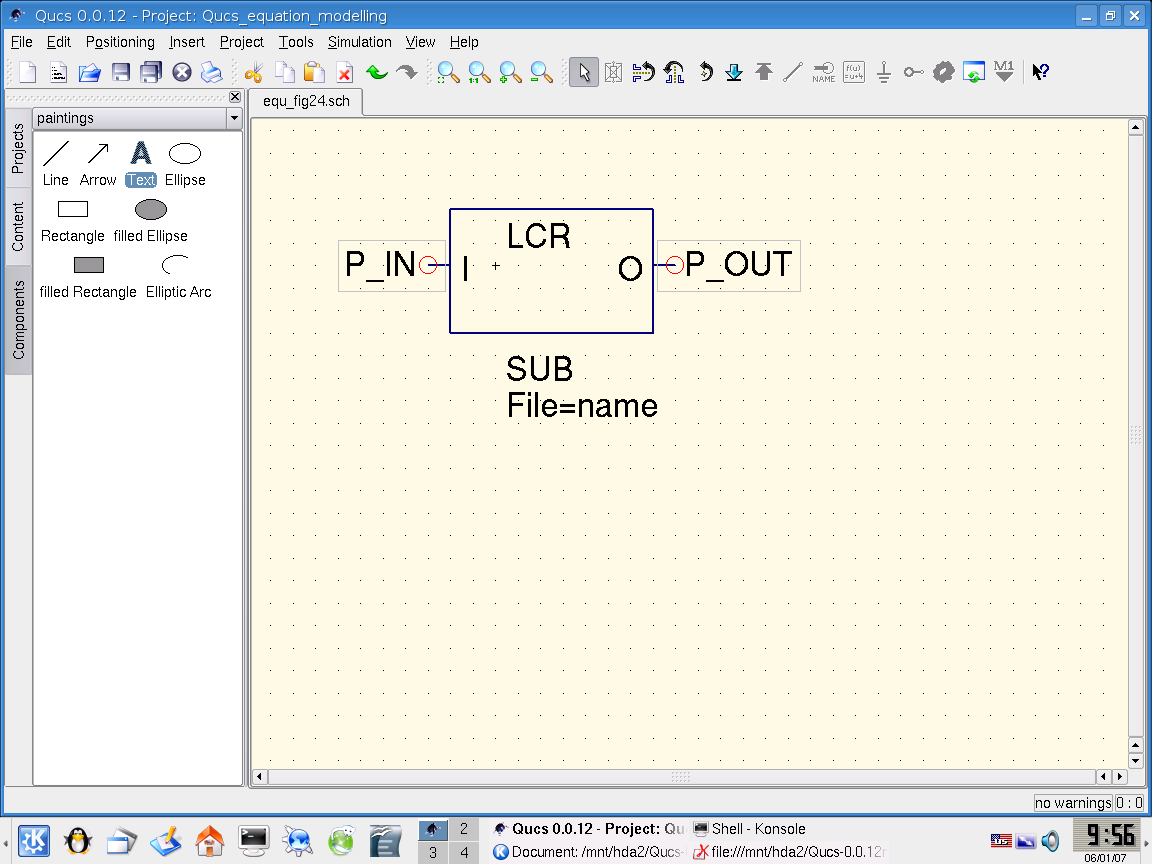 Qucs 0.0.12 - Project: Qucs_equation_modelling
File Edit Positioning Insert Project Tools Simulation View Help
NAME
M1
equ_fig24.sch
paintings
Projects
Content
Components
Line Arrow Text Ellipse
Rectangle filled Ellipse
filled Rectangle Elliptic Arc
LCR
P_IN I O P_OUT
SUB
File=name
no warnings 0 : 0
2
3 4
Qucs 0.0.12 - Project: Qu
Shell - Konsole
Document: /mnt/hda2/Qucs-
file:///mnt/hda2/Qucs-0.0.12r
9:56
06/01/07